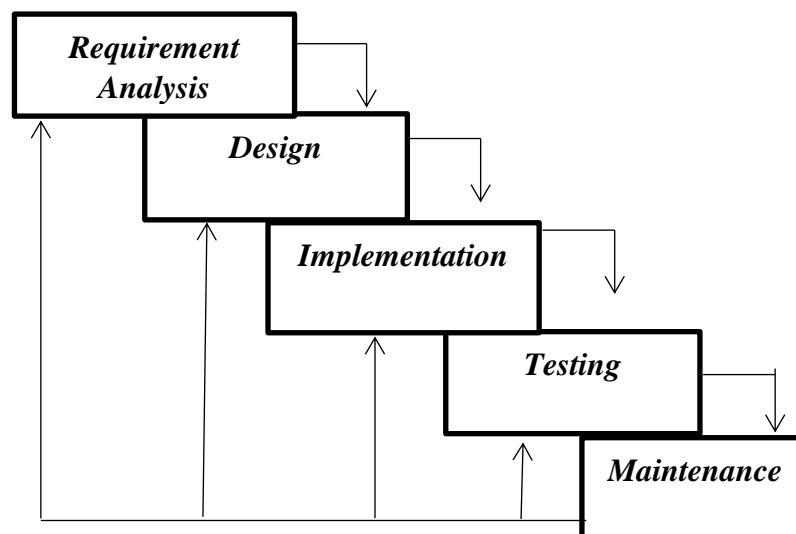 Requirement
Analysis
Design
Implementation
Testing
Maintenance